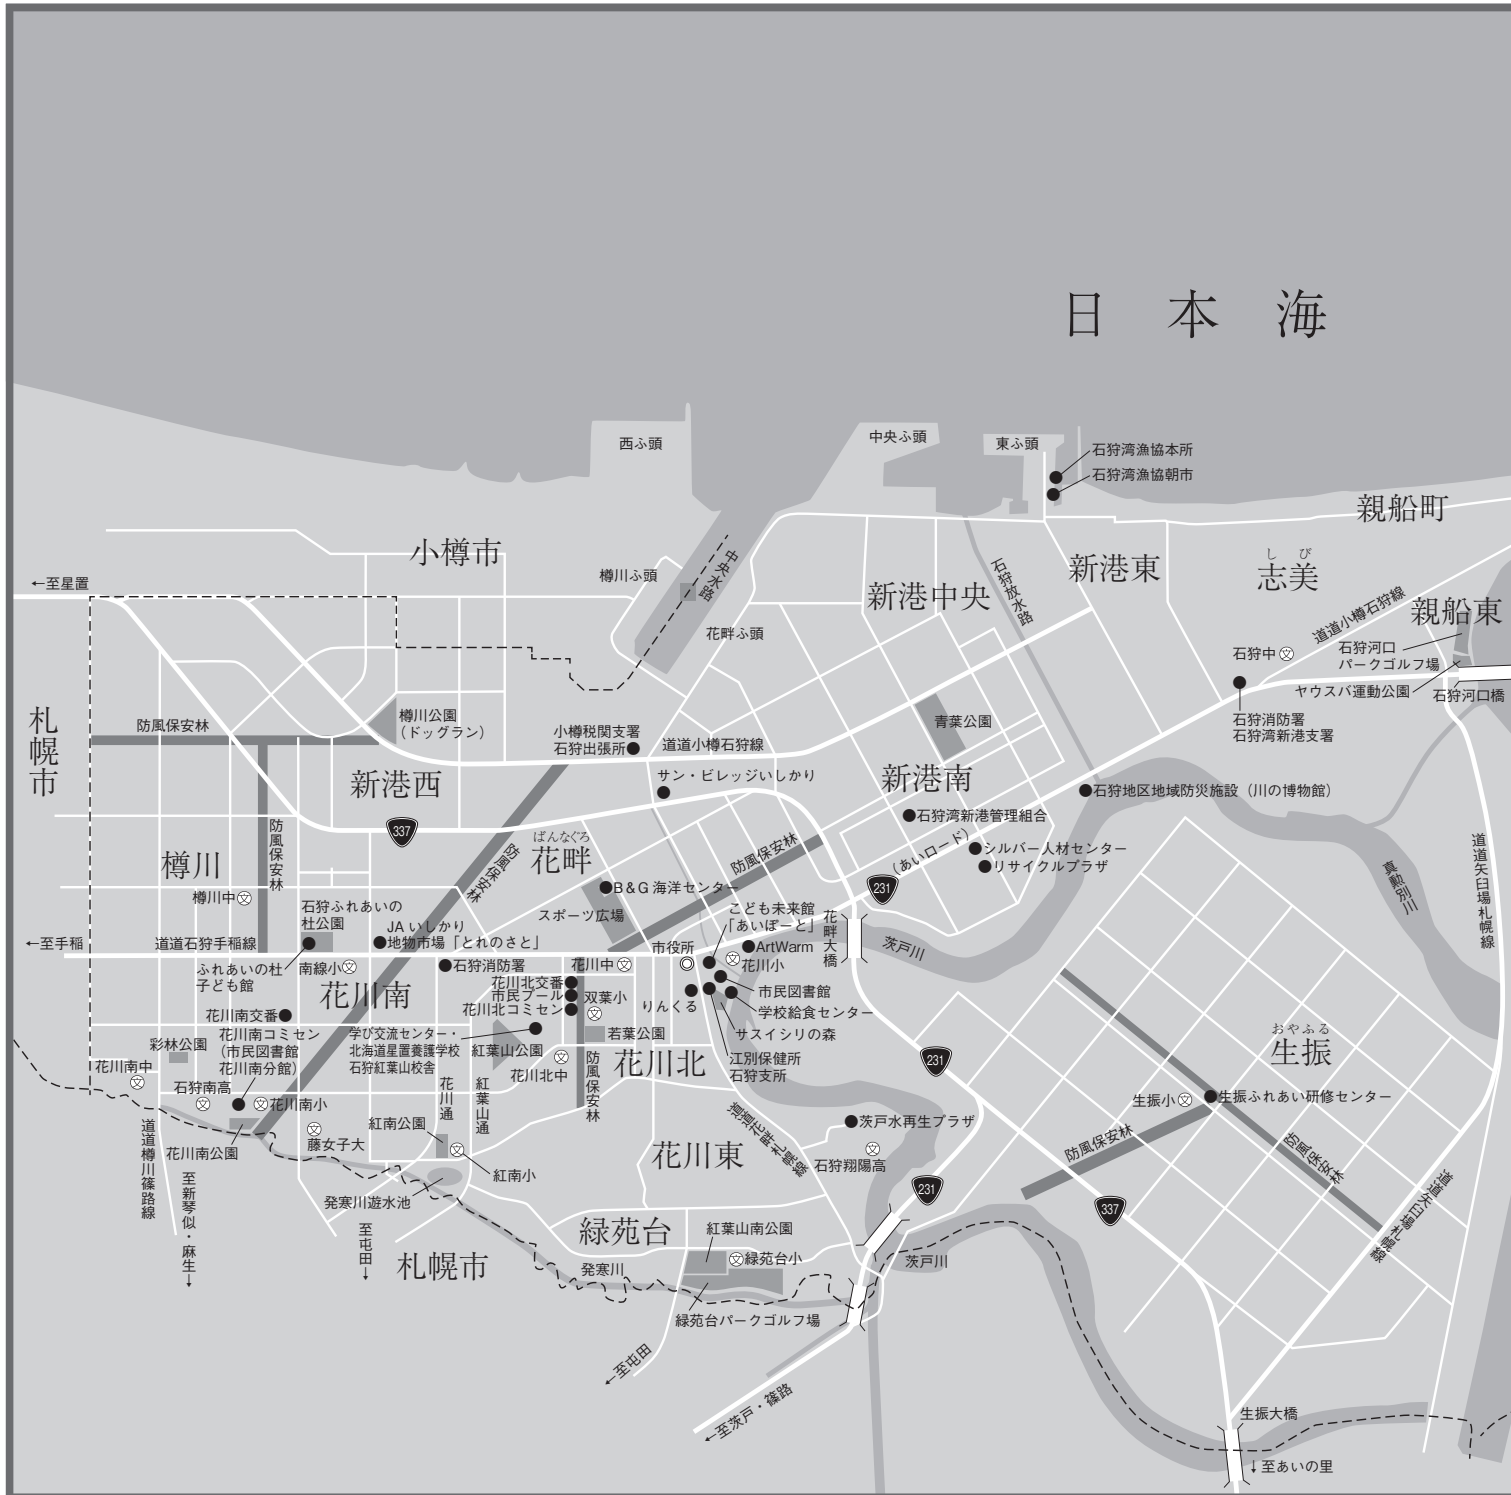 日本海
西ふ頭
中央ふ頭
東ふ頭
石狩湾漁協本所
石狩湾漁協朝市
親船町
小樽市
←至星置
中央水路
樽川ふ頭
花畔ふ頭
新港中央
石狩放水路
新港東
しび
志美
道道小樽石狩線
親船東
石狩中
石狩河口
パークゴルフ場
ヤウスバ運動公園
石狩河口橋
石狩消防署
石狩湾新港支署
札幌市
防風保安林
樽川公園
（ドッグラン）
小樽税関支署
石狩出張所
道道小樽石狩線
青葉公園
新港西
サン・ビレッジいしかり
新港南
石狩地区地域防災施設（川の博物館）
石狩湾新港管理組合
337
樽川
防風保安林
ばんなぐろ
花畔
防風保安林
防風保安林
（あいロード）
シルバー人材センター
リサイクルプラザ
231
真勲別川
道道矢臼場札幌線
樽川中
石狩ふれあいの
杜公園
B&G 海洋センター
スポーツ広場
こども未来館
「あいぽーと」
花畔大橋
茨戸川
←至手稲
道道石狩手稲線
JA いしかり
地物市場「とれのさと」
市役所
ArtWarm
ふれあいの杜
子ども館
南線小
石狩消防署
花川中
花川小
花川南
花川北交番
市民プール
花川北コミセン
双葉小
りんくる
市民図書館
学校給食センター
サスイシリの森
花川南交番
花川南コミセン
（市民図書館
花川南分館）
学び交流センター・
北海道星置養護学校
石狩紅葉山校舎
紅葉山公園
若葉公園
彩林公園
花川南中
花川北中
花川北
江別保健所
石狩支所
231
おやふる
生振
石狩南高
花川南小
花川通
紅葉山通
防風保安林
生振小
生振ふれあい研修センター
花川南公園
藤女子大
紅南公園
紅南小
花川東
道道花畔札幌線
茨戸水再生プラザ
石狩翔陽高
防風保安林
防風保安林
道道樽川篠路線
至新琴似・麻生→
発寒川遊水池
至屯田→
札幌市
231
337
道道矢臼場札幌線
緑苑台
紅葉山南公園
緑苑台小
発寒川
茨戸川
緑苑台パークゴルフ場
←至屯田
←至茨戸・篠路
生振大橋
↓至あいの里